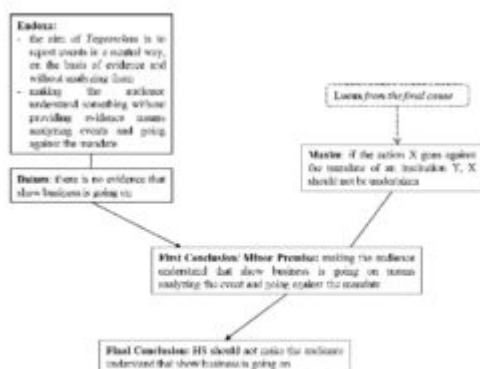 Endoxa:
- the aim of Tagesschau is to
report events in a neutral way,
on the basis of evidence and
without analyzing them
- making the audience
understand something without
providing evidence means
analyzing events and going
against the mandate
Locus from the final cause
Maxim: if the action X goes against
the mandate of an institution Y, X
should not be undertaken
Datum: there is no evidence that
show business is going on
First Conclusion/ Minor Premise: making the audience
understand that show business is going on means
analyzing the event and going against the mandate
Final Conclusion: HS should not make the audience
understand that show business is going on